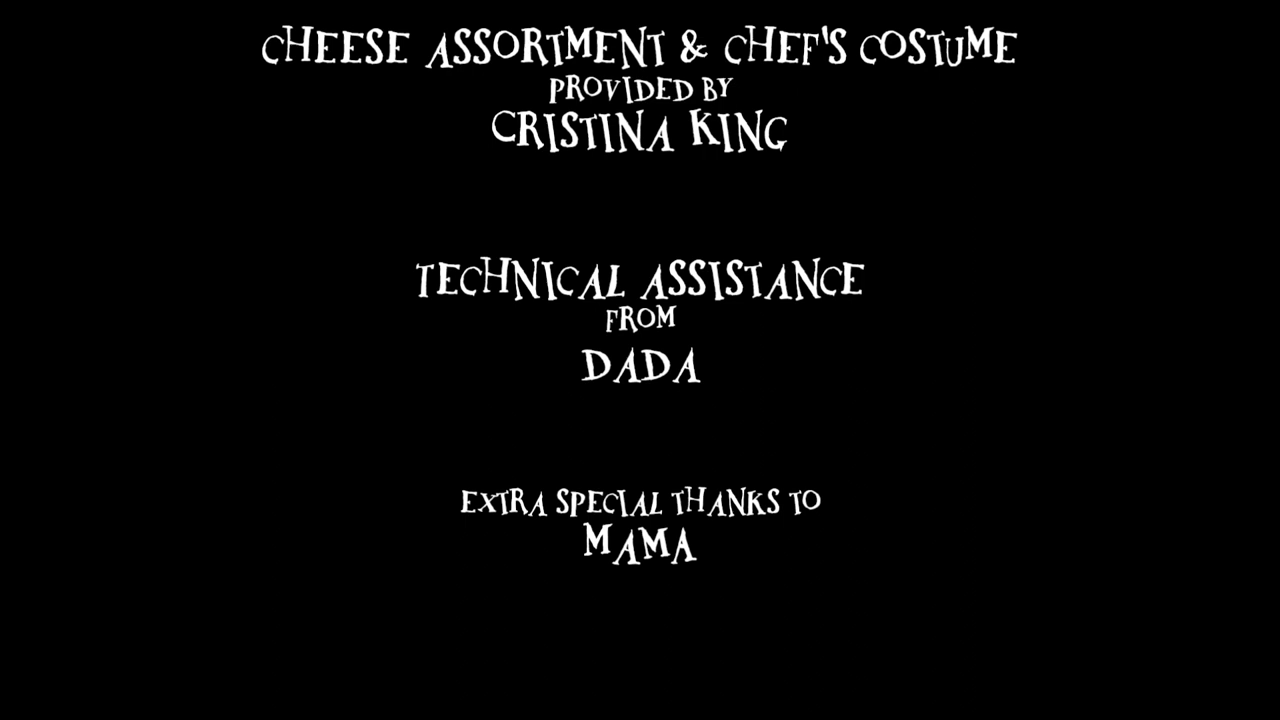 CHEESE ASSORTMENT & CHEF'S COSTUME
PROVIDED BY
CRISTINA KING
TECHNICAL ASSISTANCE
FROM
DADA
EXTRA SPECIAL THANKS TO
MAMA